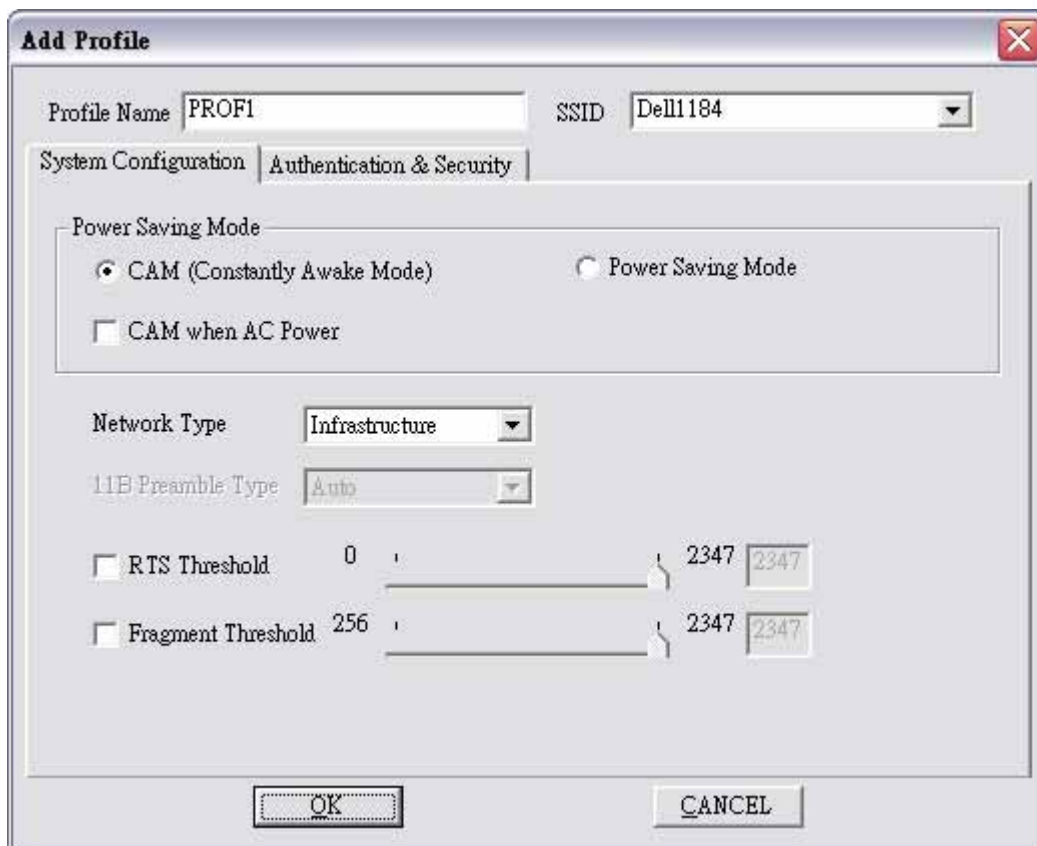 Add Profile
Profile Name PROF1 SSID Dell1184
System Configuration Authentication & Security
Power Saving Mode
CAM (Constantly Awake Mode) Power Saving Mode
CAM when AC Power
Network Type Infrastructure
11B Preamble Type Auto
RTS Threshold 0 2347 2347
Fragment Threshold 256 2347 2347
OK CANCEL